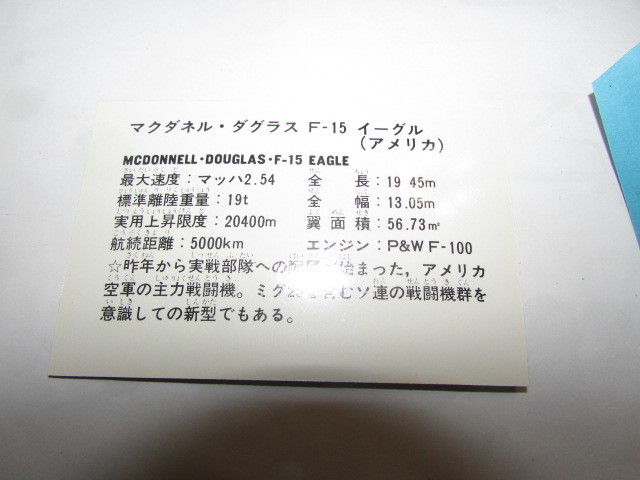 マクダネル・ダグラス F-15 イーグル
(アメリカ)
MCDONNELL・DOUGLAS・F-15 EAGLE
最大速度：マッハ2.54 全長：19 45m
標準離陸重量：19t 全幅：13.05m
実用上昇限度：20400m 翼面積：56.73㎡
航続距離：5000km エンジン：P&W F-100
☆昨年から実戦部隊への が始まった，アメリカ
空軍の主力戦闘機。ミグ むソ連の戦闘機群を
意識しての新型でもある。